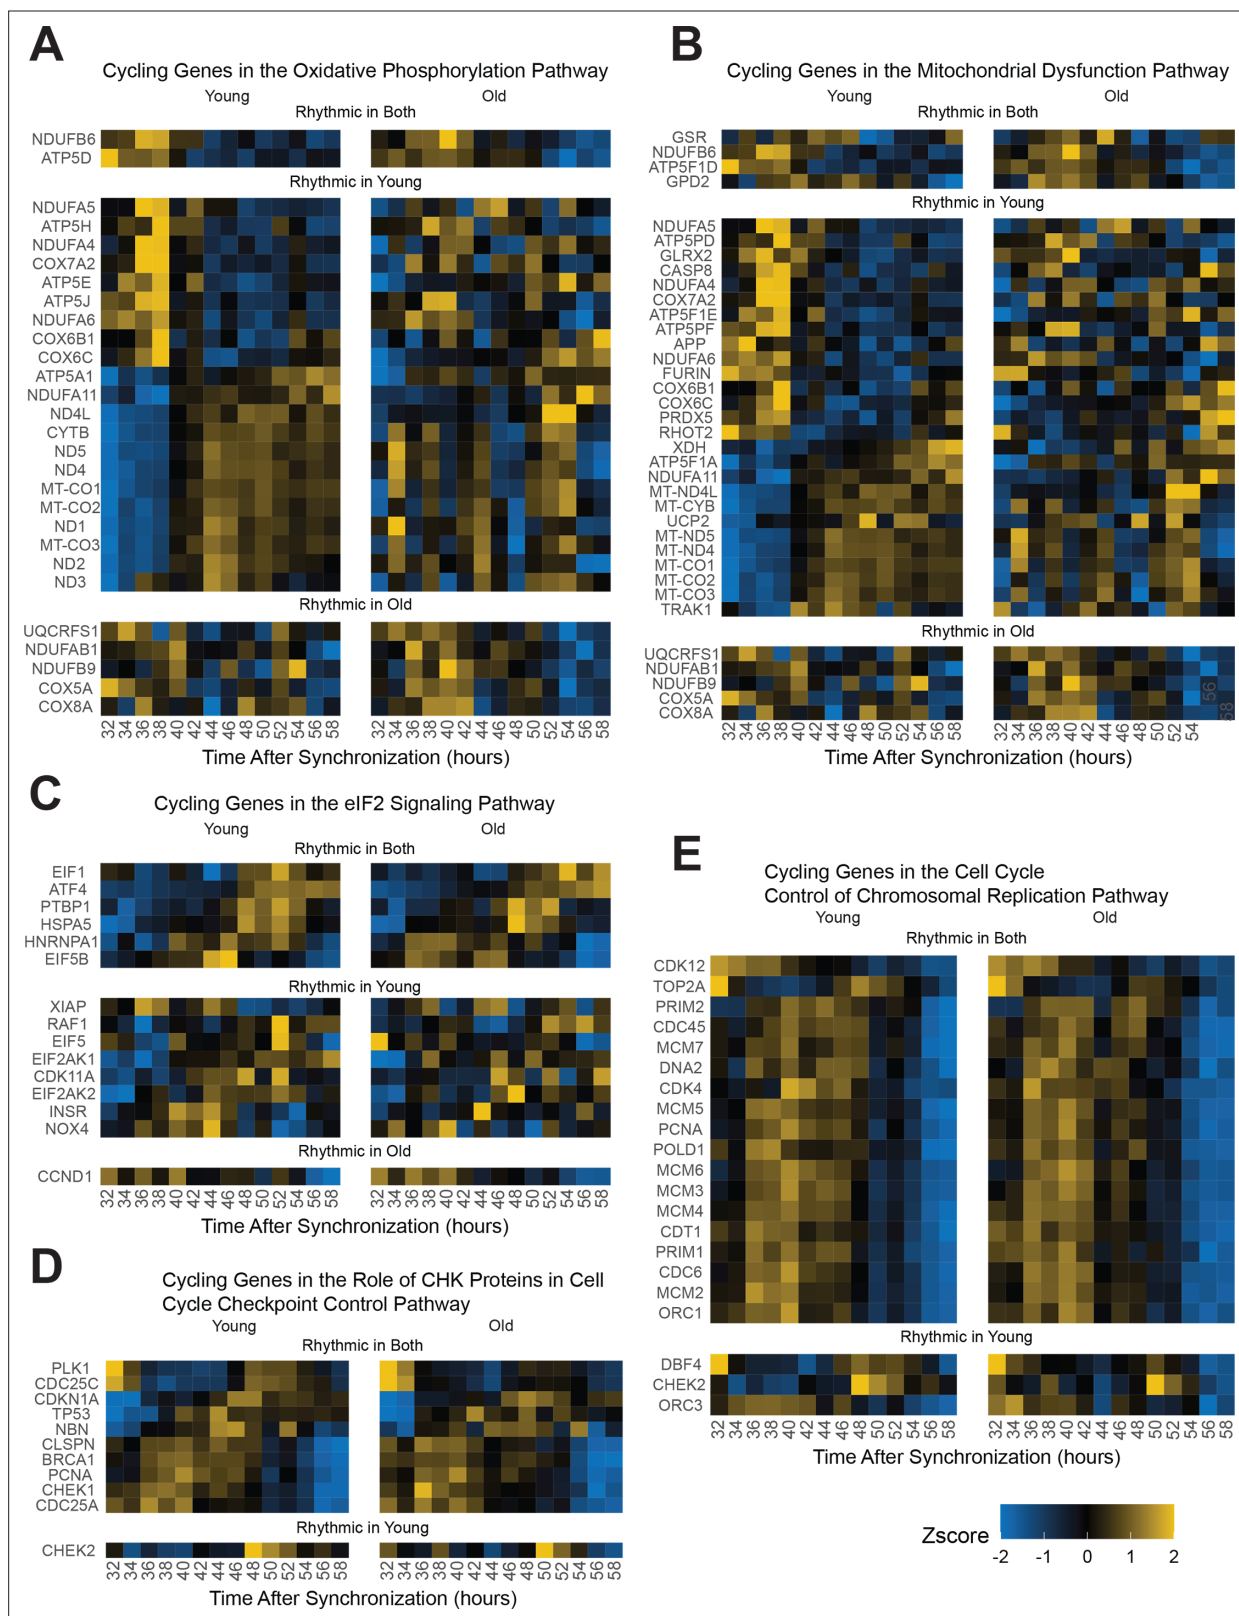 A
Cycling Genes in the Oxidative Phosphorylation Pathway
Young Old
Rhythmic in Both
NDUFB6
ATP5D
Rhythmic in Young
NDUFA5
ATP5H
NDUFA4
COX7A2
ATP5E
ATP5J
NDUFA6
COX6B1
COX6C
ATP5A1
NDUFA11
ND4L
CYTB
ND5
ND4
MT-CO1
MT-CO2
ND1
MT-CO3
ND2
ND3
Rhythmic in Old
UQCRFS1
NDUFAB1
NDUFB9
COX5A
COX8A
32 34 36 38 40 42 44 46 48 50 52 54 56 58 32 34 36 38 40 42 44 46 48 50 52 54 56 58
Time After Synchronization (hours)
B
Cycling Genes in the Mitochondrial Dysfunction Pathway
Young Old
Rhythmic in Both
GSR
NDUFB6
ATP5F1D
GPD2
Rhythmic in Young
NDUFA5
ATP5PD
GLRX2
CASP8
NDUFA4
COX7A2
ATP5F1E
ATP5PF
APP
NDUFA6
FURIN
COX6B1
COX6C
PRDX5
RHOT2
XDH
ATP5F1A
NDUFA11
MT-ND4L
MT-CYB
UCP2
MT-ND5
MT-ND4
MT-CO1
MT-CO2
MT-CO3
TRAK1
Rhythmic in Old
UQCRFS1
NDUFAB1
NDUFB9
COX5A
COX8A
32 34 36 38 40 42 44 46 48 50 52 54 56 58 32 34 36 38 40 42 44 46 48 50 52 54 56 58
Time After Synchronization (hours)
C
Cycling Genes in the eIF2 Signaling Pathway
Young Old
Rhythmic in Both
EIF1
ATF4
PTBP1
HSPA5
HNRNPA1
EIF5B
Rhythmic in Young
XIAP
RAF1
EIF5
EIF2AK1
CDK11A
EIF2AK2
INSR
NOX4
Rhythmic in Old
CCND1
32 34 36 38 40 42 44 46 48 50 52 54 56 58 32 34 36 38 40 42 44 46 48 50 52 54 56 58
Time After Synchronization (hours)
D
Cycling Genes in the Role of CHK Proteins in Cell
Cycle Checkpoint Control Pathway
Young Old
Rhythmic in Both
PLK1
CDC25C
CDKN1A
TP53
NBN
CLSPN
BRCA1
PCNA
CHEK1
CDC25A
Rhythmic in Young
CHEK2
32 34 36 38 40 42 44 46 48 50 52 54 56 58 32 34 36 38 40 42 44 46 48 50 52 54 56 58
Time After Synchronization (hours)
E
Cycling Genes in the Cell Cycle
Control of Chromosomal Replication Pathway
Young Old
Rhythmic in Both
CDK12
TOP2A
PRIM2
CDC45
MCM7
DNA2
CDK4
MCM5
PCNA
POLD1
MCM6
MCM3
MCM4
CDT1
PRIM1
CDC6
MCM2
ORC1
Rhythmic in Young
DBF4
CHEK2
ORC3
32 34 36 38 40 42 44 46 48 50 52 54 56 58 32 34 36 38 40 42 44 46 48 50 52 54 56 58
Time After Synchronization (hours)
Zscore
-2 -1 0 1 2